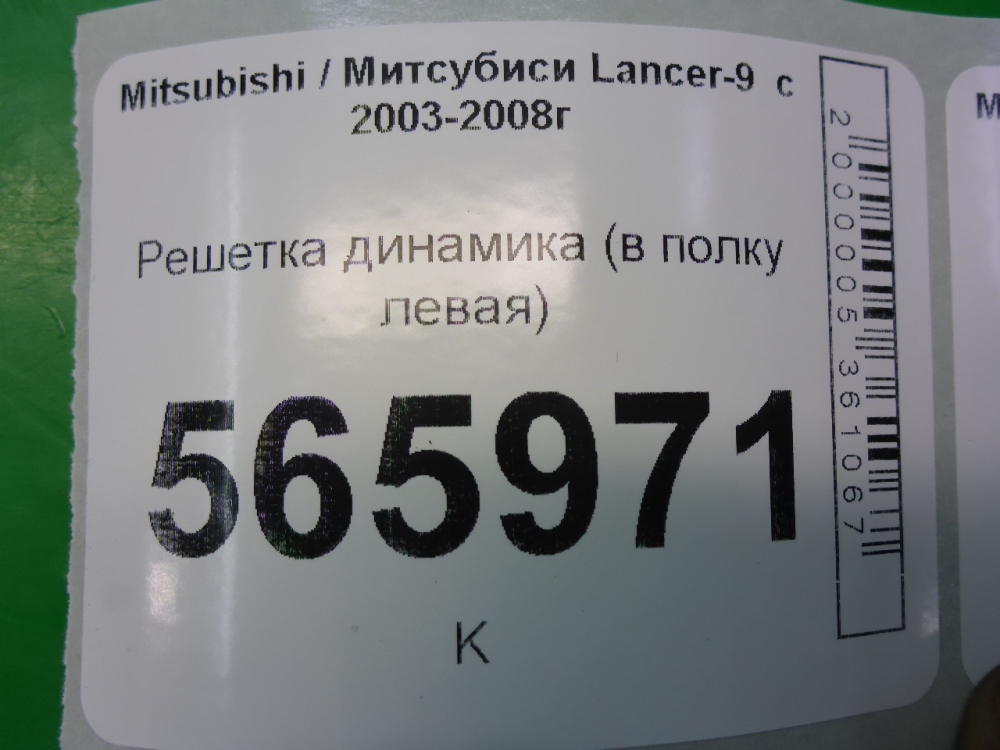 Mitsubishi / Митсубиси Lancer-9 с
2003-2008г
Решетка динамика (в полку
левая)
565971
К
2000005361067
М